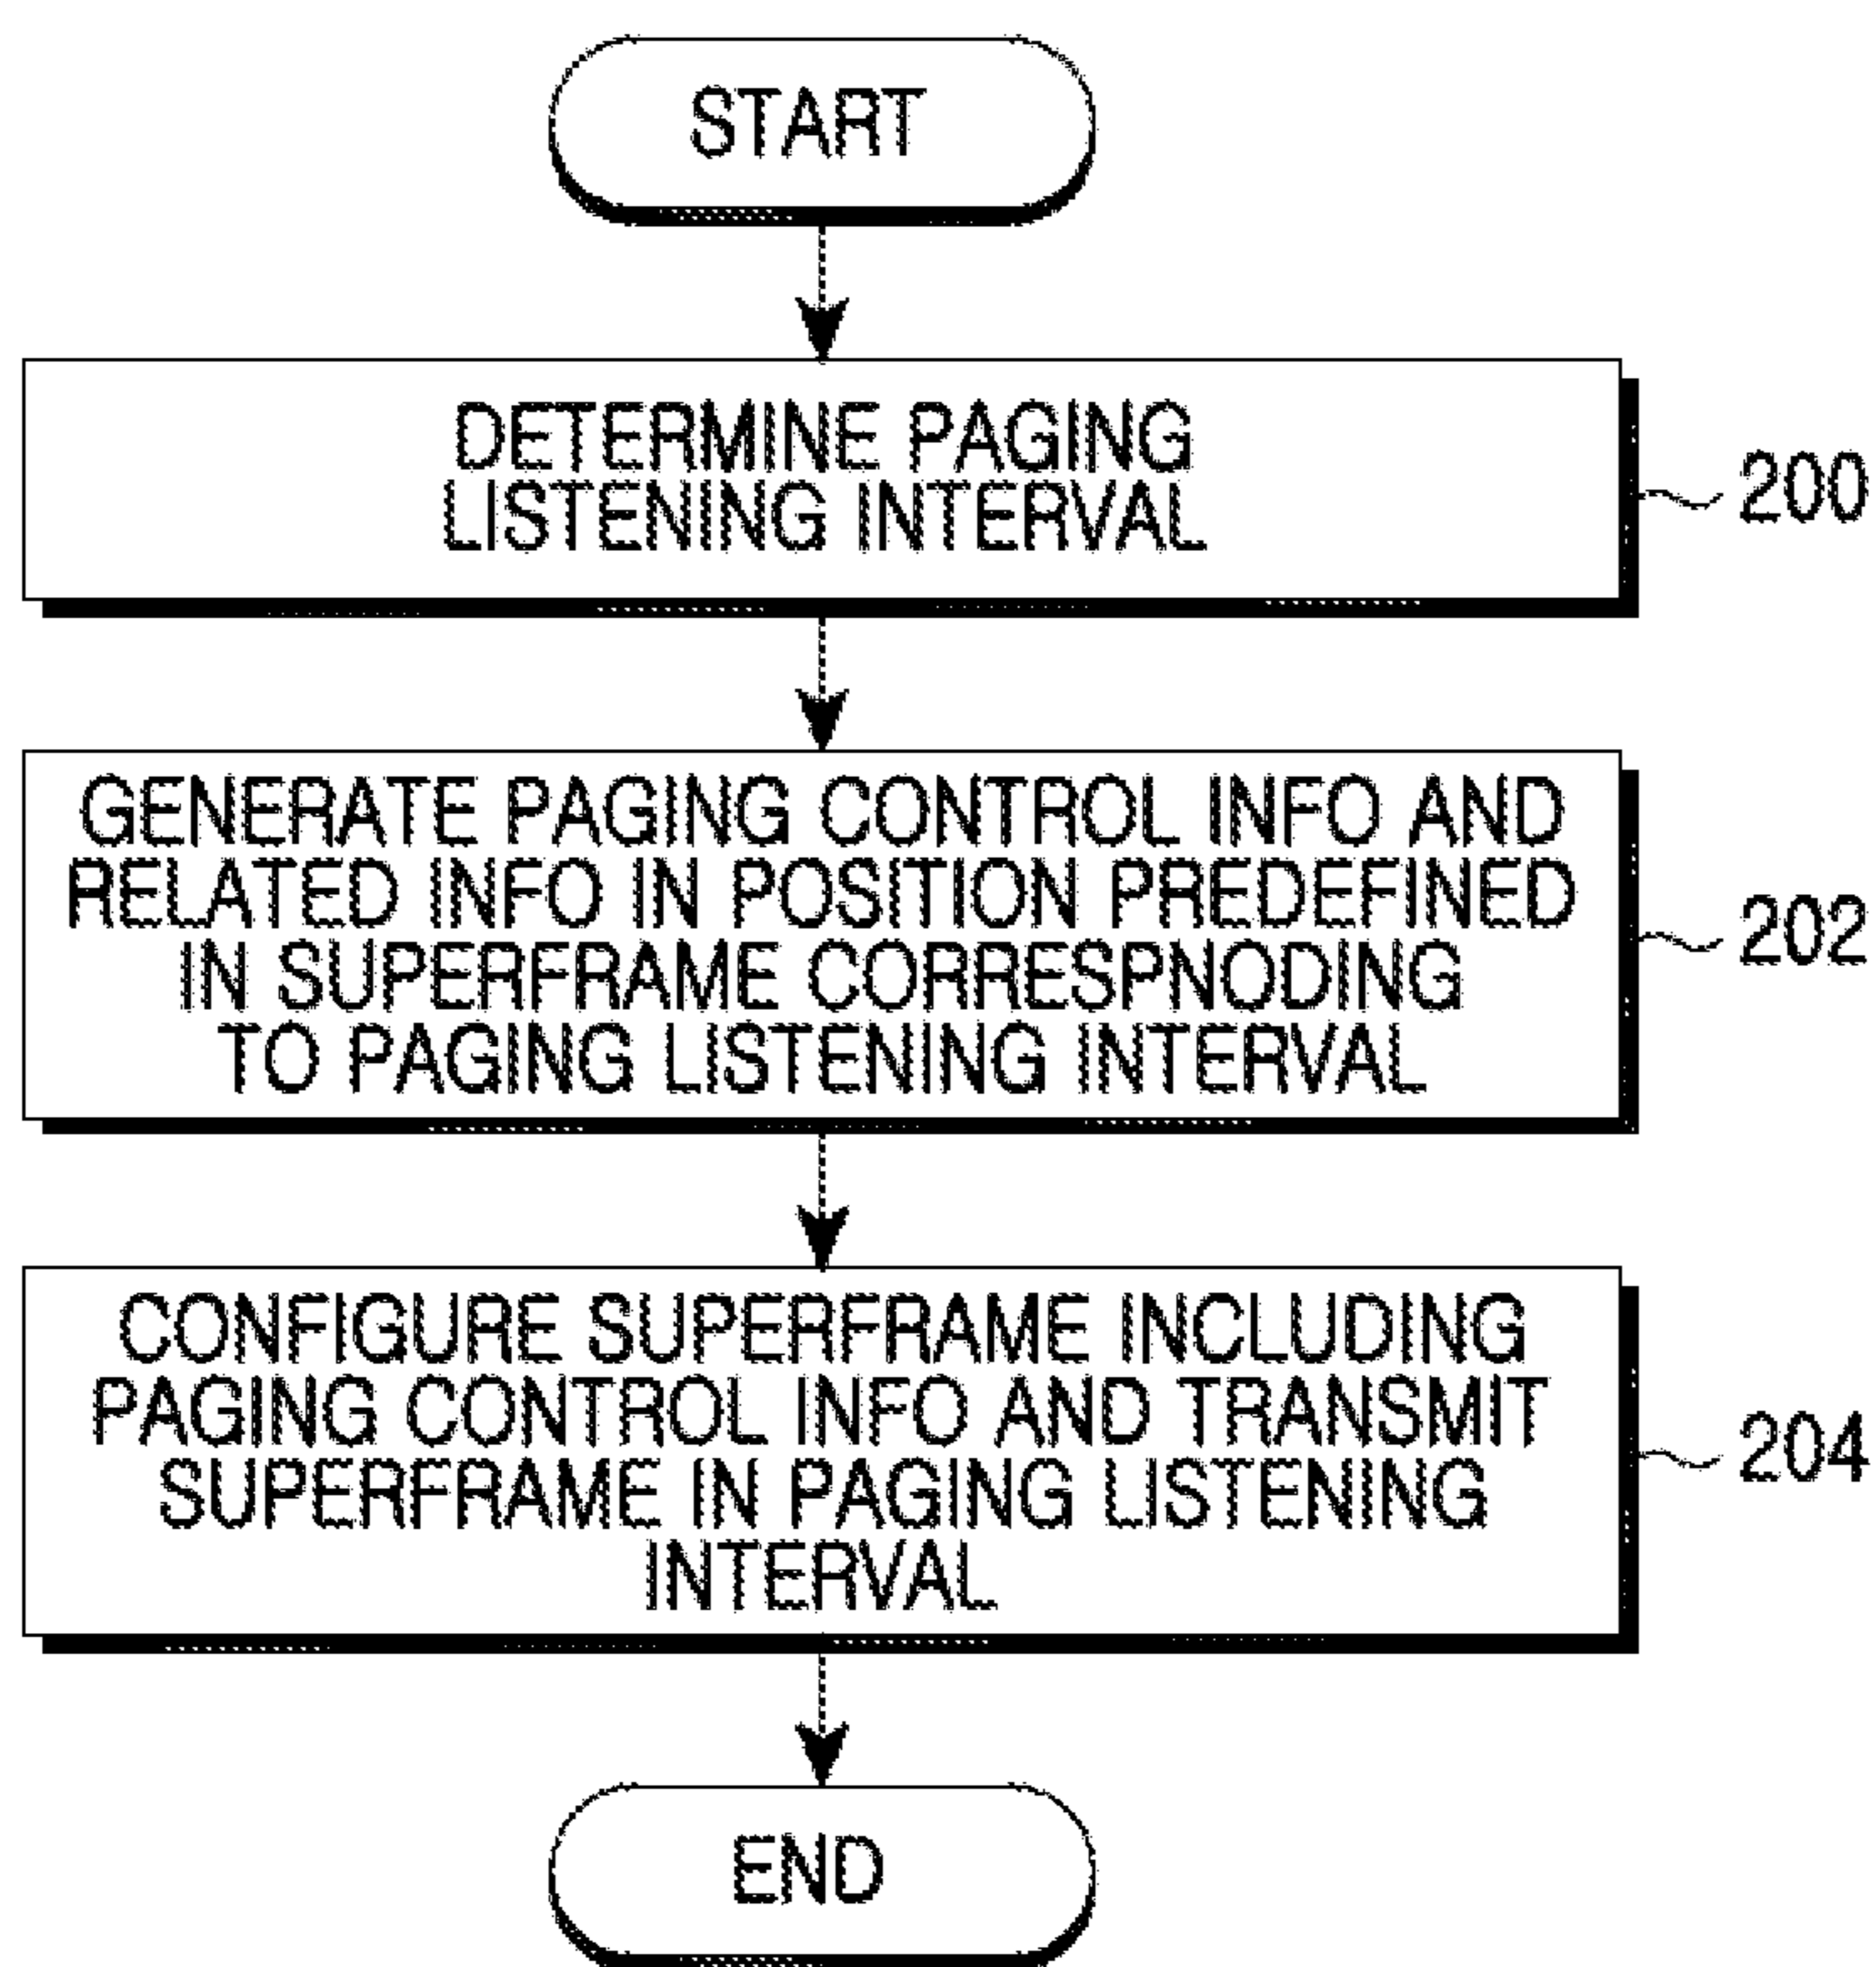 START
DETERMINE PAGING
LISTENING INTERVAL
200
GENERATE PAGING CONTROL INFO AND
RELATED INFO IN POSITION PREDEFINED
IN SUPERFRAME CORRESPNODING
TO PAGING LISTENING INTERVAL
202
CONFIGURE SUPERFRAME INCLUDING
PAGING CONTROL INFO AND TRANSMIT
SUPERFRAME IN PAGING LISTENING
INTERVAL
204
END